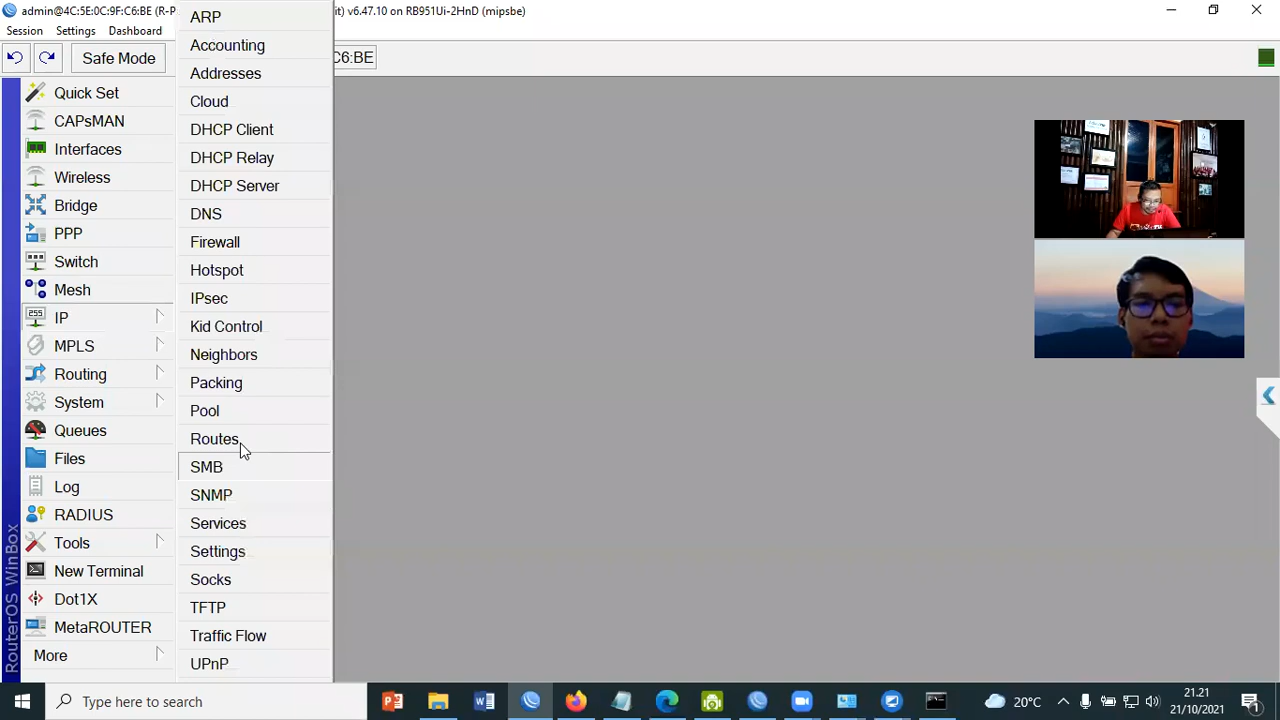 admin@4C:5E:0C:9F:C6:BE (R-P
it) v6.47.10 on RB951Ui-2HnD (mipsbe)
Session Settings Dashboard
Safe Mode
C6:BE
Quick Set
CAPsMAN
Interfaces
Wireless
Bridge
PPP
Switch
Mesh
IP
MPLS
Routing
System
Queues
Files
Log
RADIUS
Tools
New Terminal
Dot1X
MetaROUTER
More
RouterOS WinBox
ARP
Accounting
Addresses
Cloud
DHCP Client
DHCP Relay
DHCP Server
DNS
Firewall
Hotspot
IPsec
Kid Control
Neighbors
Packing
Pool
Routes
SMB
SNMP
Services
Settings
Socks
TFTP
Traffic Flow
UPnP
255
Type here to search
20°C
21.21
21/10/2021
1